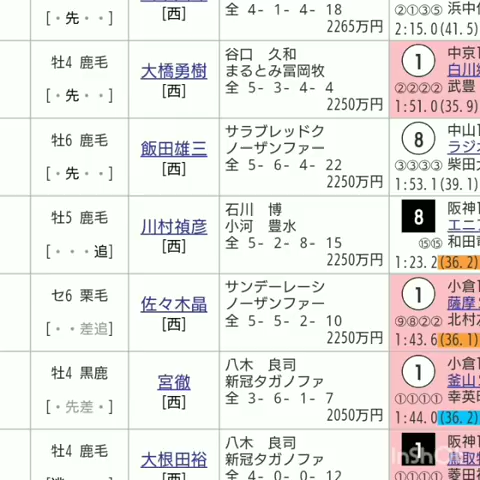 [・先・・]
[西]
全 4- 1- 4- 18
2265万円
②①③⑤ 浜中
2:15.0(41.5)
牡4 鹿毛
[・先・・]
大橋勇樹
[西]
谷口 久和
まるとみ冨岡牧
全 5- 3- 4- 4
2250万円
1
中京1
白川
②②②② 武豊
1:51.0(35.9)
牡6 鹿毛
[・先・・]
飯田雄三
[西]
サラブレッドク
ノーザンファー
全 5- 6- 4- 22
2250万円
8
中山1
ラジオ
③③③③ 柴田
1:53.1(39.1)
牡5 鹿毛
[・・・追]
川村禎彦
[西]
石川 博
小河 豊水
全 5- 2- 8- 15
2250万円
8
阪神1
エニ
⑮⑮ 和田
1:23.2(36.2)
セ6 栗毛
[・・差追]
佐々木晶
[西]
サンデーレーシ
ノーザンファー
全 5- 5- 2- 10
2250万円
1
小倉1
薩摩
⑨⑧②② 北村
1:43.6(36.1)
牡4 黒鹿
[・先差・]
宮徹
[西]
八木 良司
新冠タガノファ
全 3- 6- 1- 7
2050万円
1
小倉1
釜山
①①①① 幸英
1:44.0(36.2)
牡4 鹿毛
大根田裕
[西]
八木 良司
新冠タガノファ
全 4- 0- 0- 12
1
阪神1
鳥取
①①①① 菱田